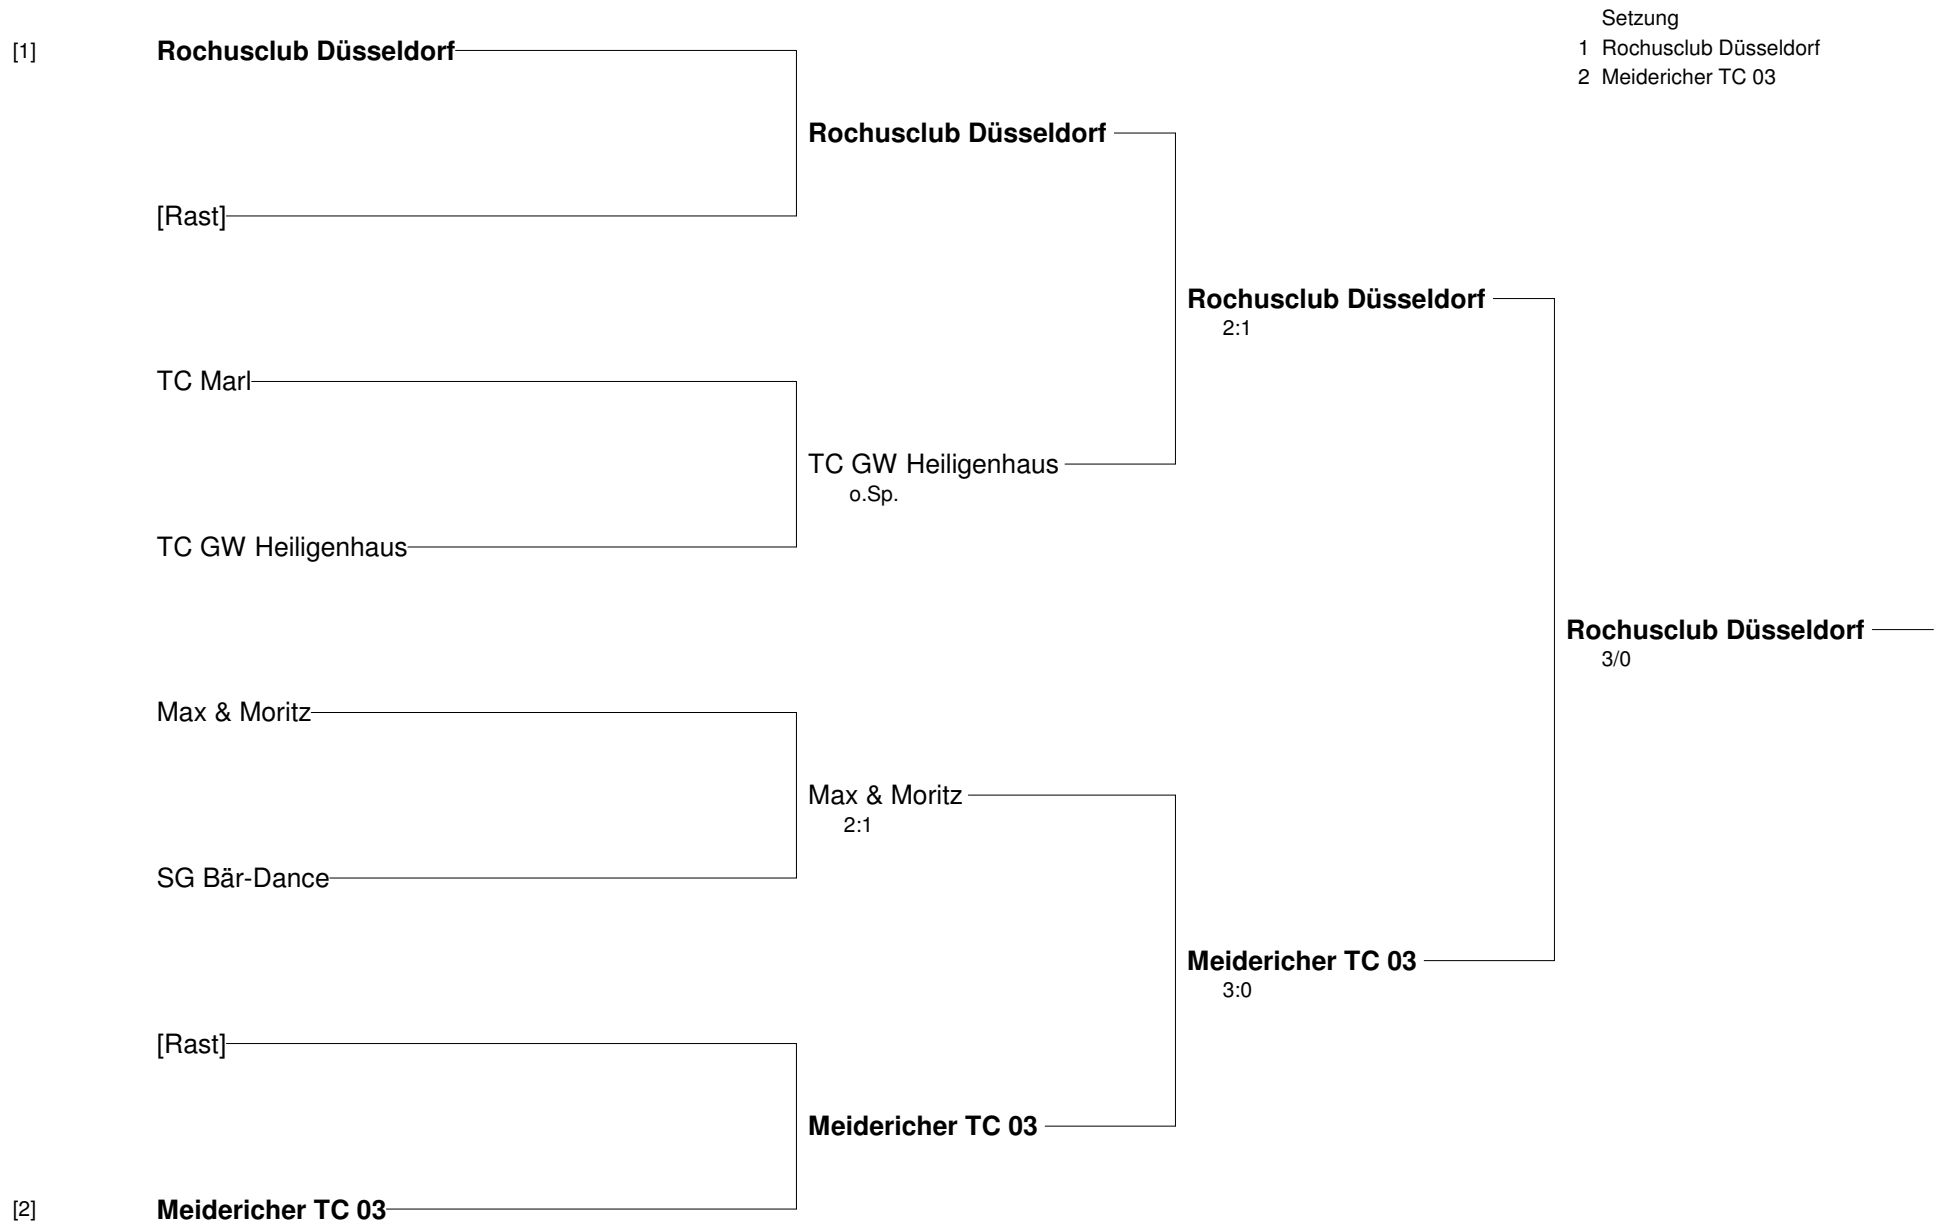 Setzung
1 Rochusclub Düsseldorf
2 Meidericher TC 03
[1] Rochusclub Düsseldorf
Rochusclub Düsseldorf
[Rast]
Rochusclub Düsseldorf
2:1
TC Marl
TC GW Heiligenhaus
o.Sp.
TC GW Heiligenhaus
Rochusclub Düsseldorf
3/0
Max & Moritz
Max & Moritz
2:1
SG Bär-Dance
Meidericher TC 03
3:0
[Rast]
Meidericher TC 03
[2] Meidericher TC 03